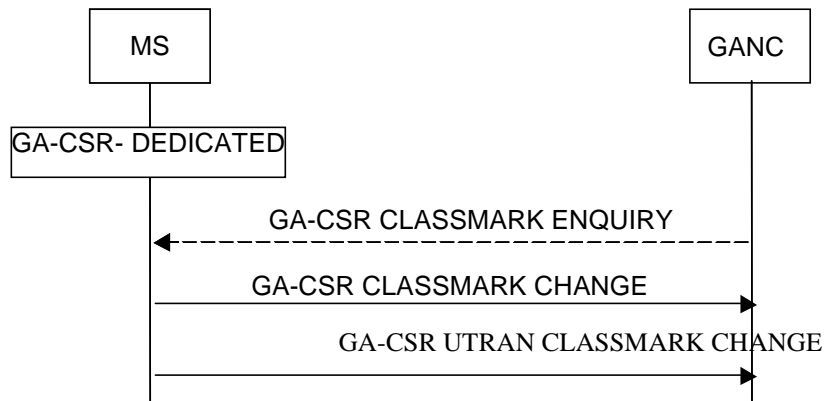 MS
GANC
GA-CSR- DEDICATED
GA-CSR CLASSMARK ENQUIRY
GA-CSR CLASSMARK CHANGE
GA-CSR UTRAN CLASSMARK CHANGE